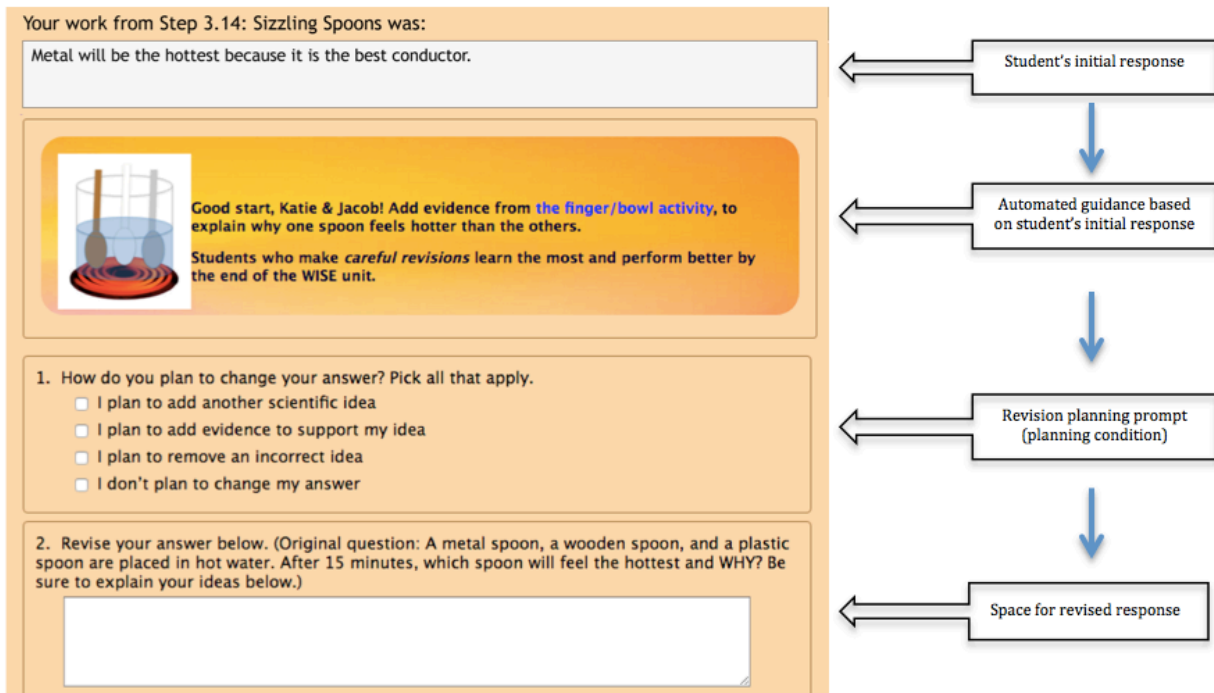 Your work from Step 3.14: Sizzling Spoons was:
Metal will be the hottest because it is the best conductor.
Student's initial response
Good start, Katie & Jacob! Add evidence from the finger/bowl activity, to
explain why one spoon feels hotter than the others.
Students who make careful revisions learn the most and perform better by
the end of the WISE unit.
Automated guidance based
on student's initial response
1. How do you plan to change your answer? Pick all that apply.
I plan to add another scientific idea
I plan to add evidence to support my idea
I plan to remove an incorrect idea
I don't plan to change my answer
Revision planning prompt
(planning condition)
2. Revise your answer below. (Original question: A metal spoon, a wooden spoon, and a plastic
spoon are placed in hot water. After 15 minutes, which spoon will feel the hottest and WHY? Be
sure to explain your ideas below.)
Space for revised response